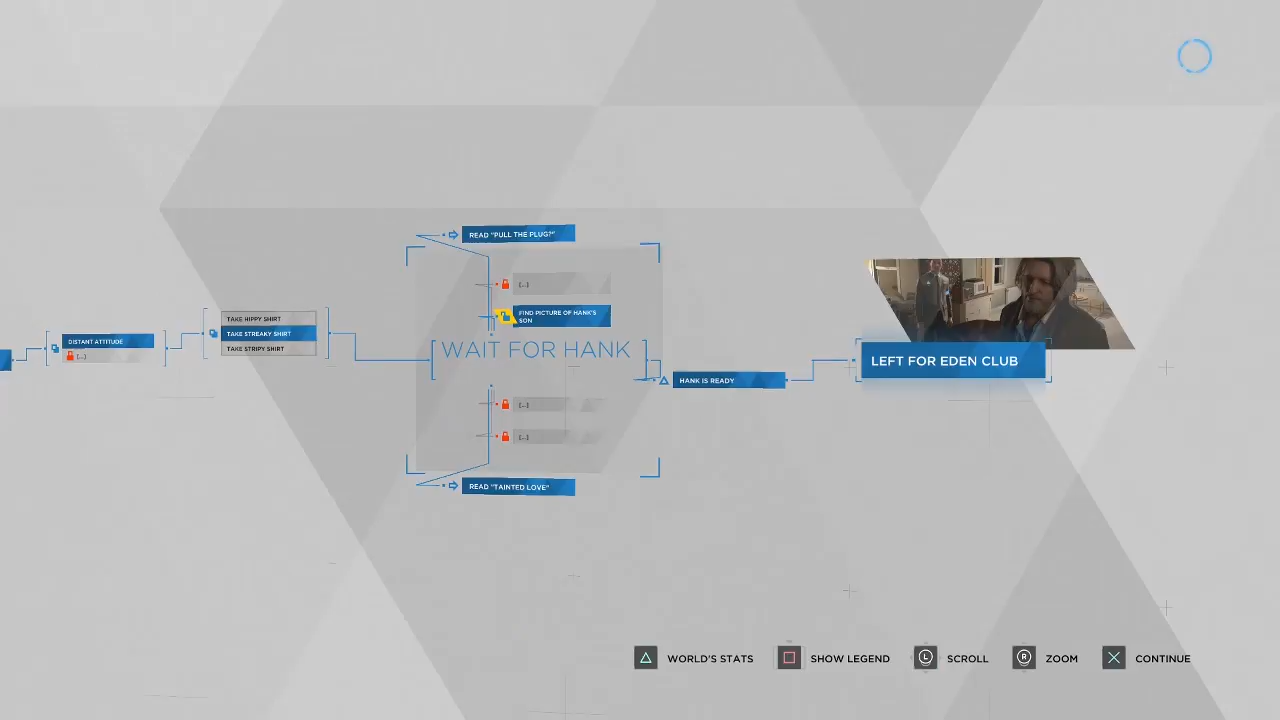 READ "PULL THE PLUG?"
[...]
FIND PICTURE OF HANK'S
SON
TAKE HIPPY SHIRT
TAKE STREAKY SHIRT
TAKE STRIPY SHIRT
DISTANT ATTITUDE
[...]
WAIT FOR HANK
HANK IS READY
LEFT FOR EDEN CLUB
[...]
[...]
READ "TAINTED LOVE"
WORLD'S STATS
SHOW LEGEND
L
SCROLL
R
ZOOM
CONTINUE